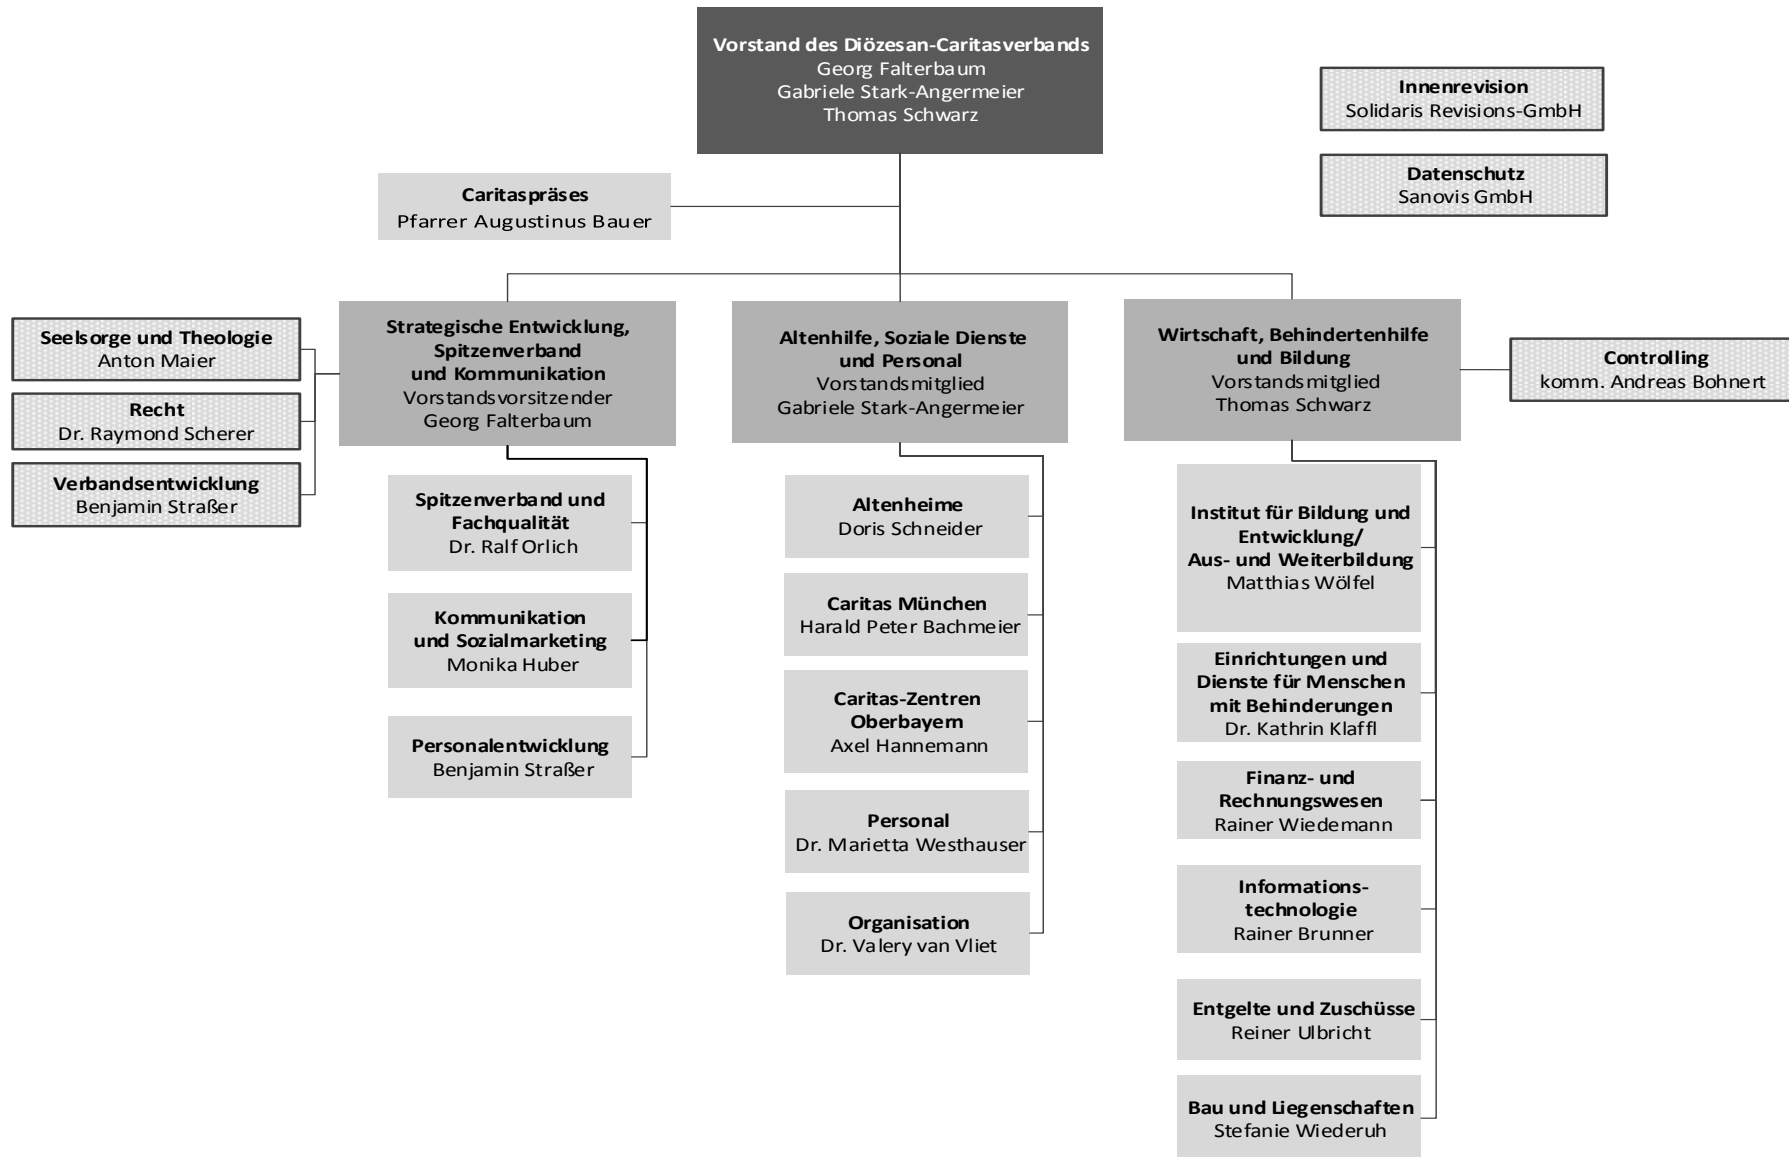 Vorstand des Diözesan-Caritasverbands
Georg Falterbaum
Gabriele Stark-Angermeier
Thomas Schwarz
Innenrevision
Solidaris Revisions-GmbH
Datenschutz
Sanovis GmbH
Caritaspräses
Pfarrer Augustinus Bauer
Seelsorge und Theologie
Anton Maier
Recht
Dr. Raymond Scherer
Verbandsentwicklung
Benjamin Straßer
Strategische Entwicklung,
Spitzenverband
und Kommunikation
Vorstandsvorsitzender
Georg Falterbaum
Spitzenverband und
Fachqualität
Dr. Ralf Orlich
Kommunikation
und Sozialmarketing
Monika Huber
Personalentwicklung
Benjamin Straßer
Altenhilfe, Soziale Dienste
und Personal
Vorstandsmitglied
Gabriele Stark-Angermeier
Altenheime
Doris Schneider
Caritas München
Harald Peter Bachmeier
Caritas-Zentren
Oberbayern
Axel Hannemann
Personal
Dr. Marietta Westhauser
Organisation
Dr. Valery van Vliet
Wirtschaft, Behindertenhilfe
und Bildung
Vorstandsmitglied
Thomas Schwarz
Controlling
komm. Andreas Bohnert
Institut für Bildung und
Entwicklung/
Aus- und Weiterbildung
Matthias Wölfel
Einrichtungen und
Dienste für Menschen
mit Behinderungen
Dr. Kathrin Klaffl
Finanz- und
Rechnungswesen
Rainer Wiedemann
Informations-
technologie
Rainer Brunner
Entgelte und Zuschüsse
Reiner Ulbricht
Bau und Liegenschaften
Stefanie Wiederuh